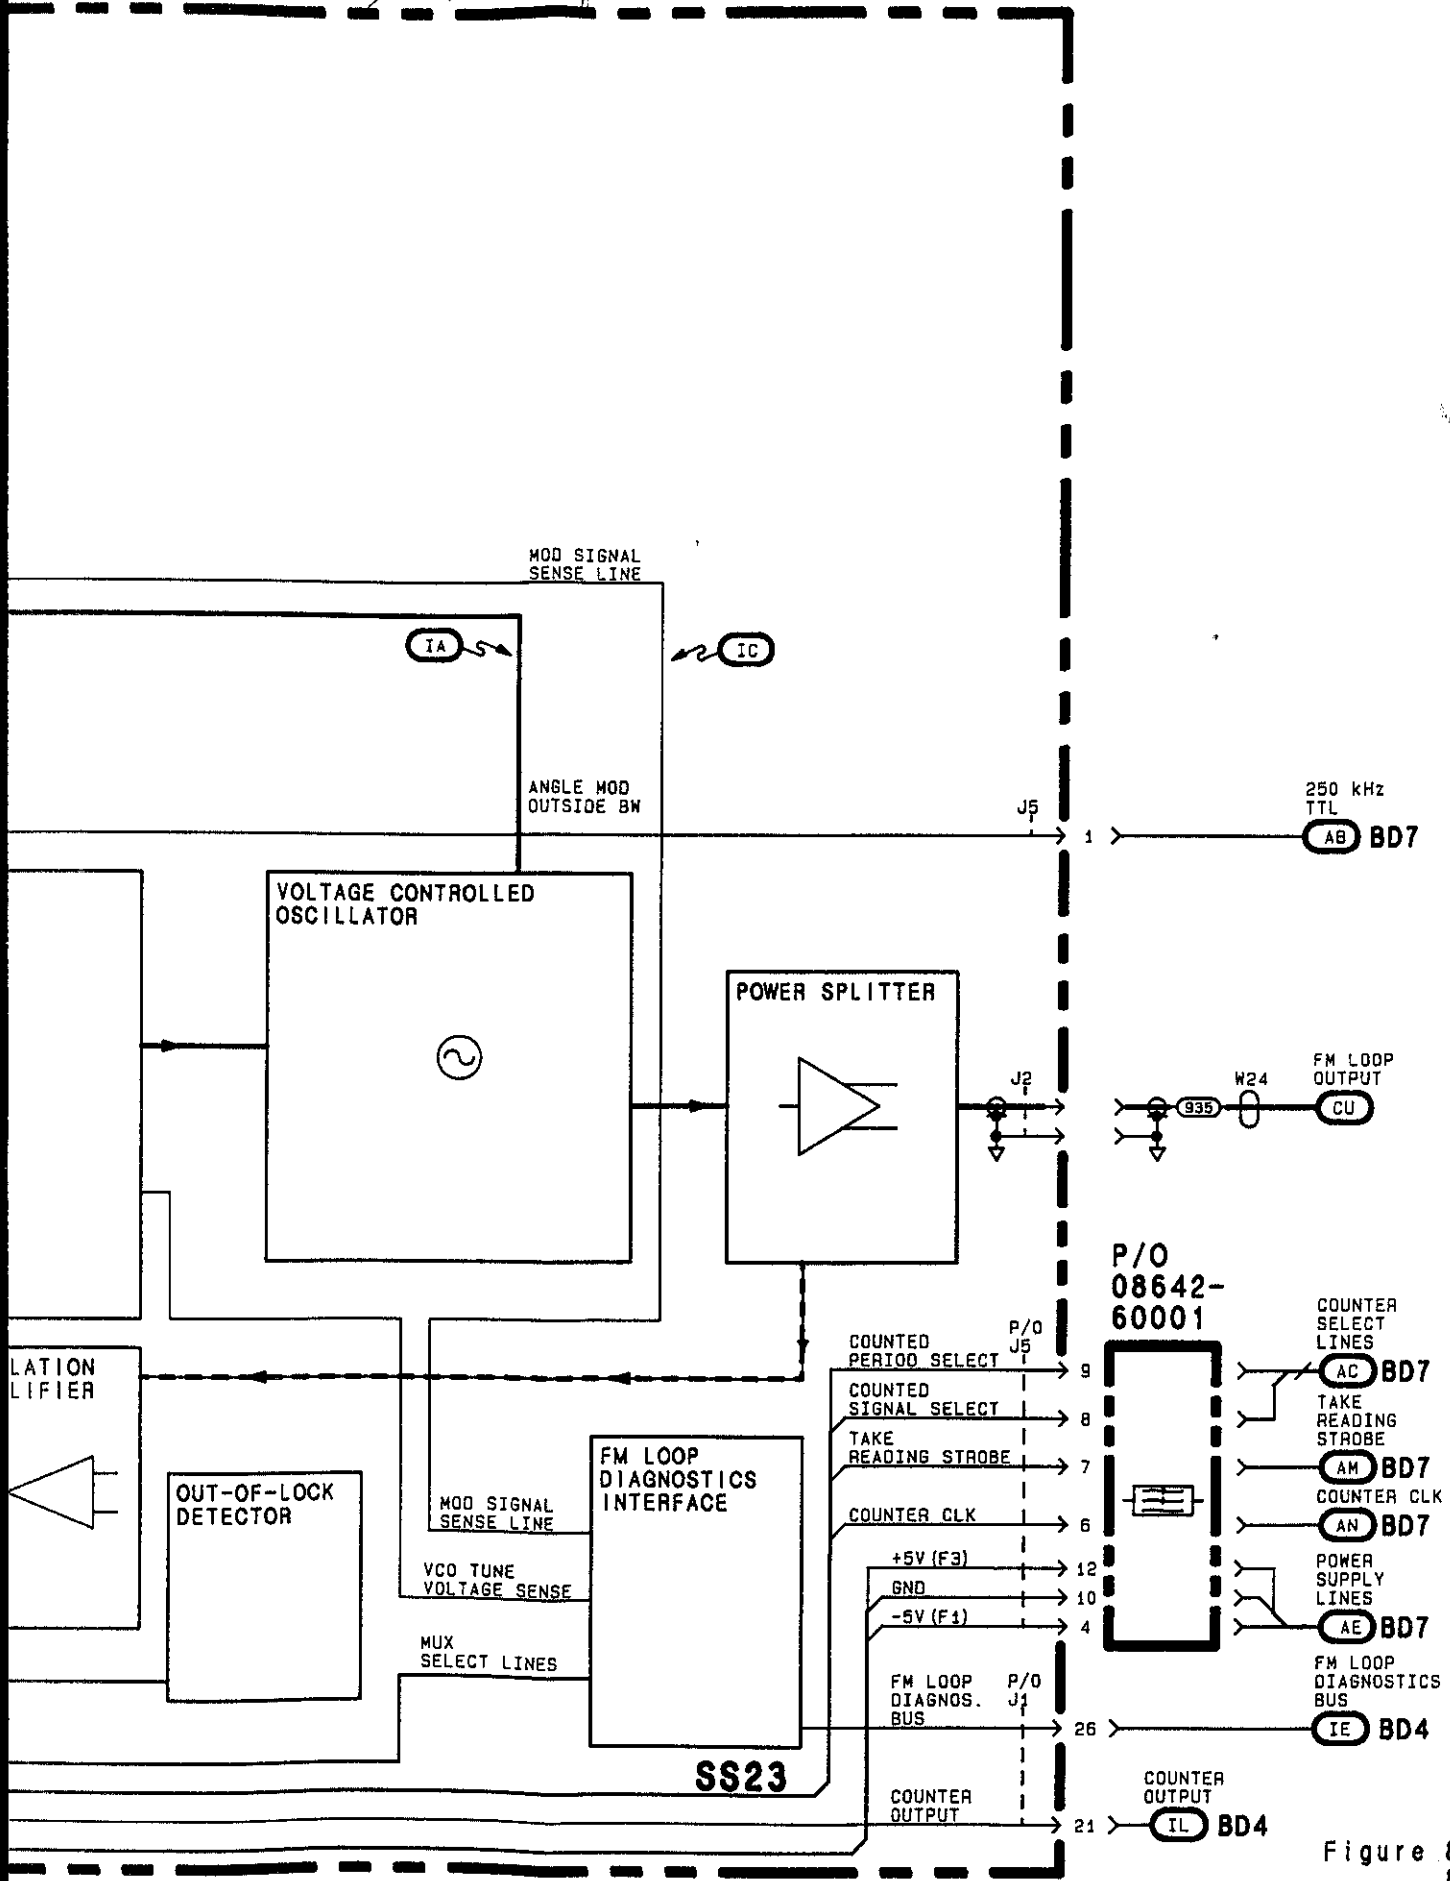 MOD SIGNAL
SENSE LINE
IA
IC
ANGLE MOD
OUTSIDE BW
J5
1
250 kHz
TTL
AB BD7
VOLTAGE CONTROLLED
OSCILLATOR
POWER SPLITTER
J2
935
W24
FM LOOP
OUTPUT
CU
P/O
08642-
60001
COUNTED
PERIOD SELECT
P/O
J5
9
COUNTER
SELECT
LINES
AC BD7
COUNTED
SIGNAL SELECT
8
TAKE
READING STROBE
7
TAKE
READING
STROBE
AM BD7
COUNTER CLK
6
COUNTER CLK
AN BD7
+5V (F3)
12
GND
10
-5V (F1)
4
POWER
SUPPLY
LINES
AE BD7
LATION
LIFIER
OUT-OF-LOCK
DETECTOR
FM LOOP
DIAGNOSTICS
INTERFACE
MOD SIGNAL
SENSE LINE
VCO TUNE
VOLTAGE SENSE
MUX
SELECT LINES
FM LOOP
DIAGNOS.
BUS
P/O
J1
26
FM LOOP
DIAGNOSTICS
BUS
IE BD4
SS23
COUNTER
OUTPUT
21
COUNTER
OUTPUT
IL BD4
Figure